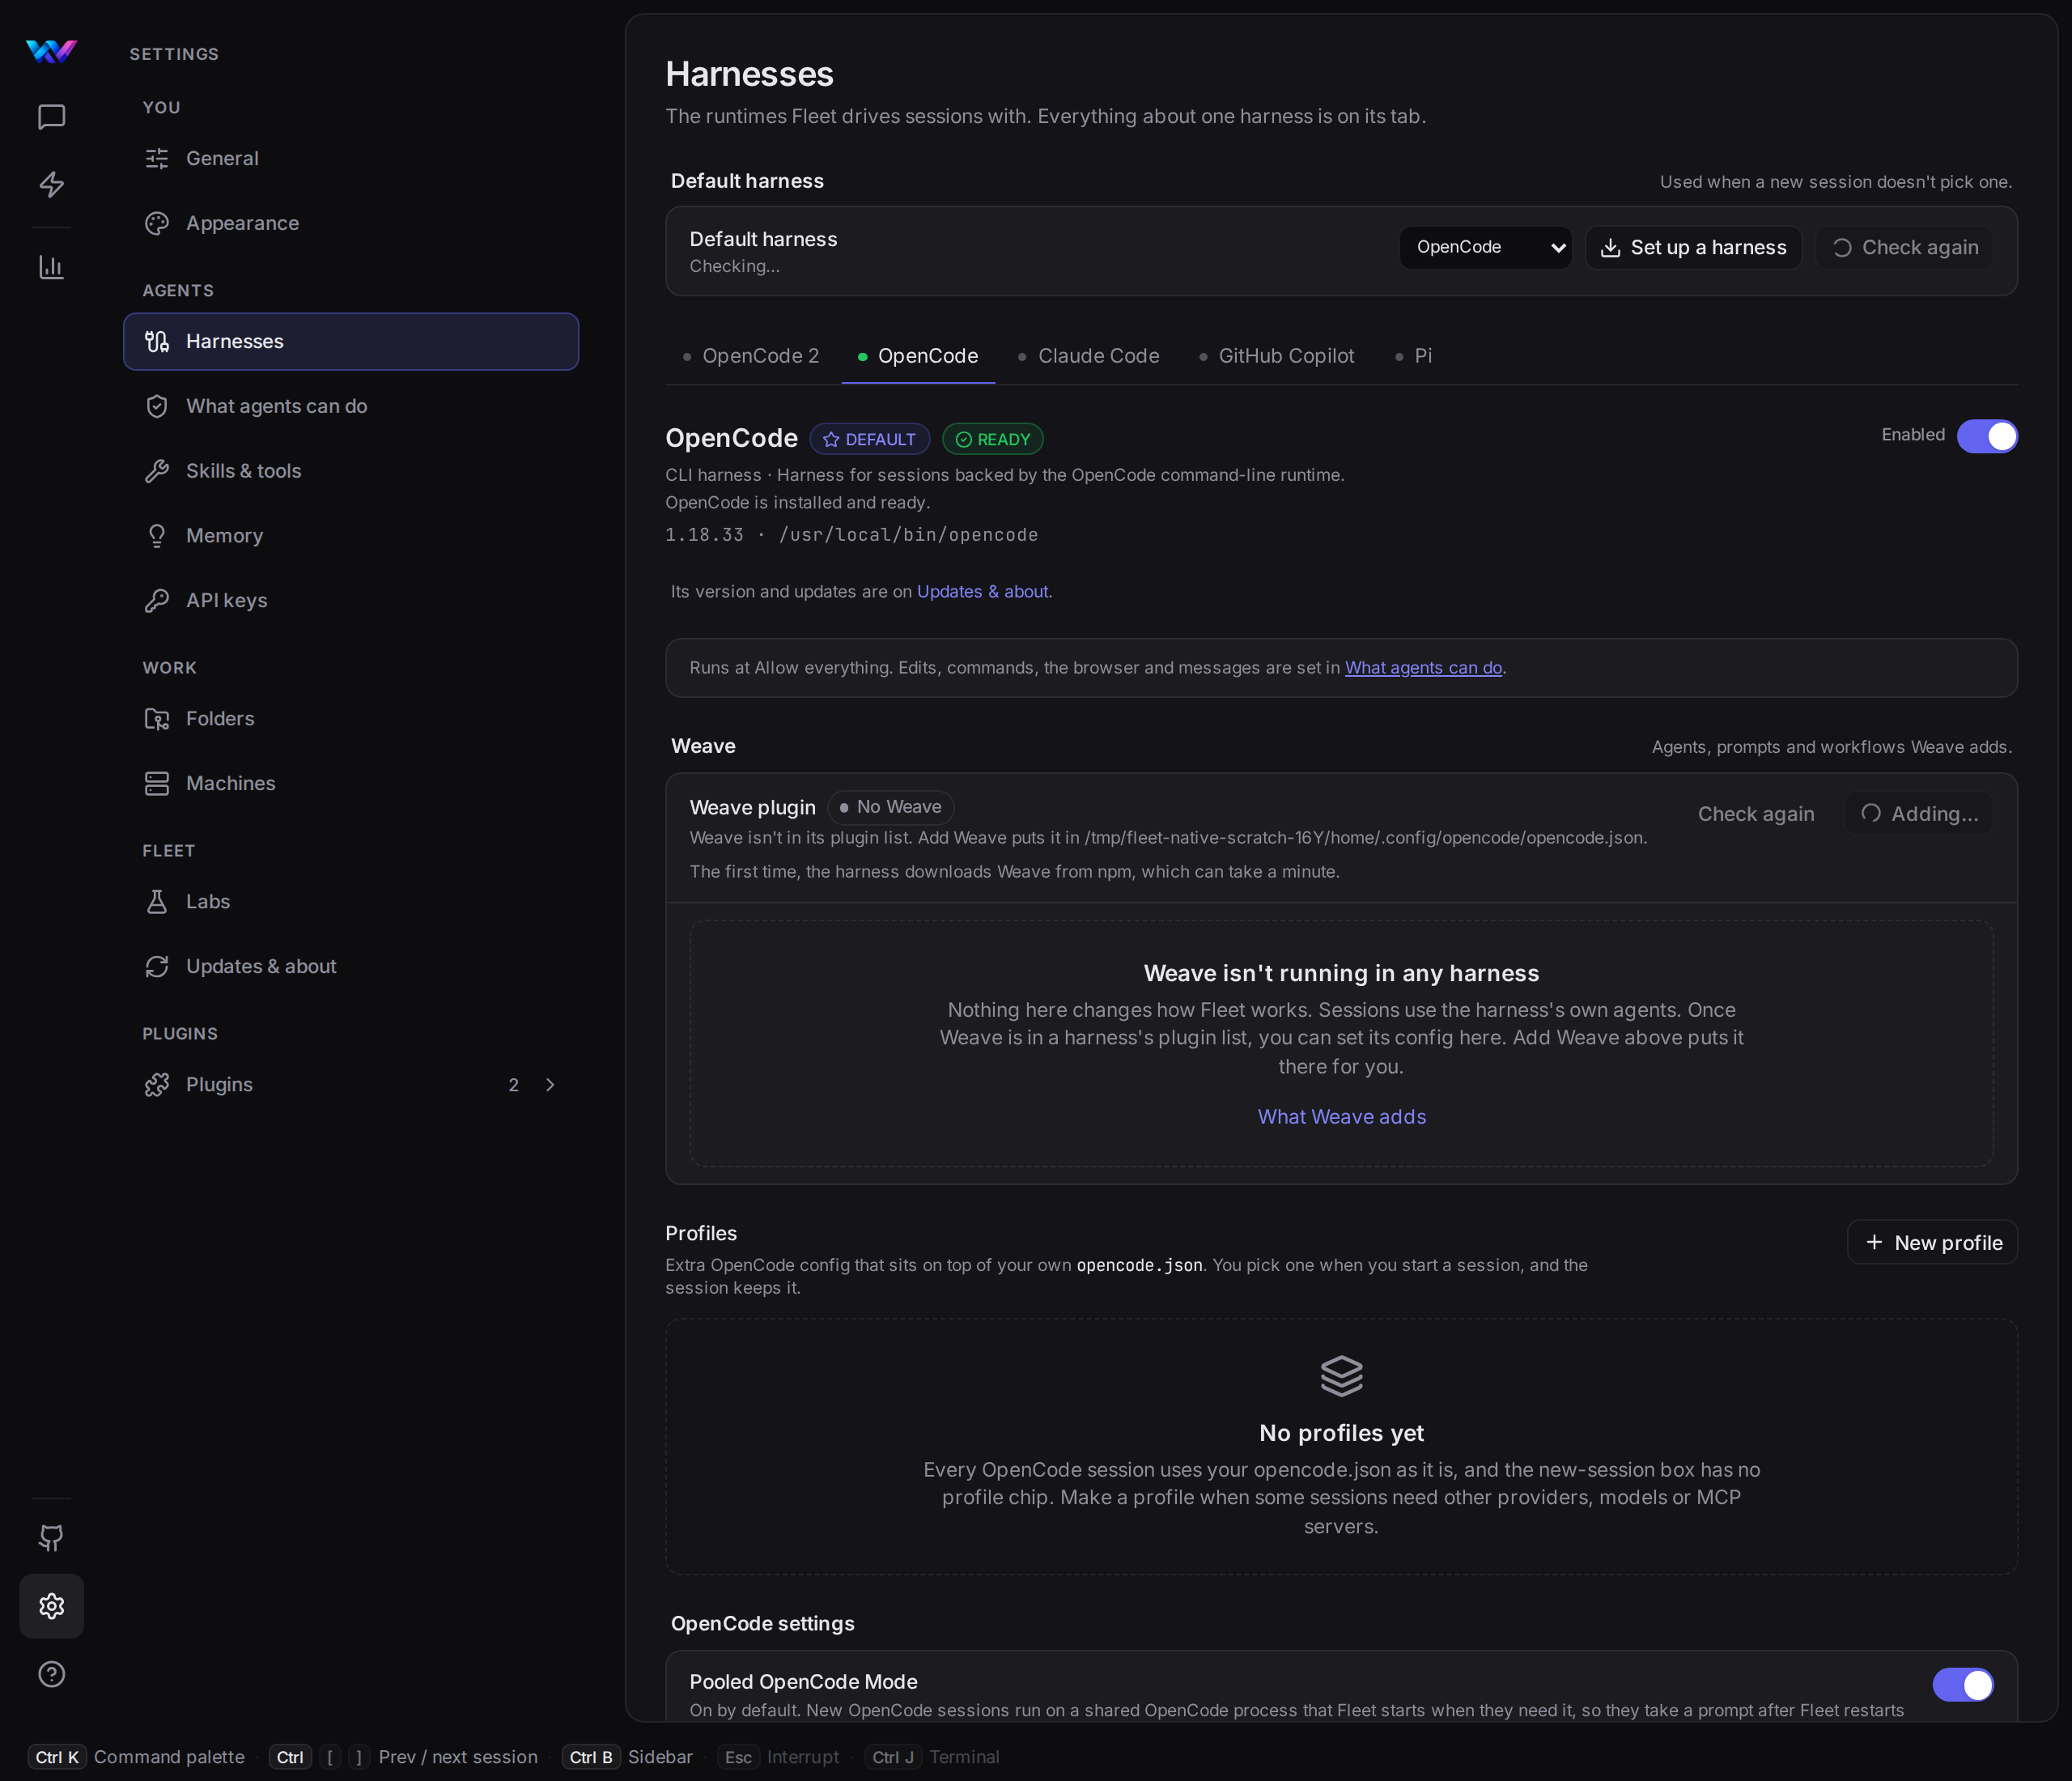 SETTINGS
YOU
General
Appearance
AGENTS
Harnesses
What agents can do
Skills & tools
Memory
API keys
WORK
Folders
Machines
FLEET
Labs
Updates & about
PLUGINS
Plugins 2
Harnesses
The runtimes Fleet drives sessions with. Everything about one harness is on its tab.
Default harness Used when a new session doesn't pick one.
Default harness
Checking...
OpenCode Set up a harness Check again
OpenCode 2 OpenCode Claude Code GitHub Copilot Pi
OpenCode DEFAULT READY Enabled
CLI harness · Harness for sessions backed by the OpenCode command-line runtime.
OpenCode is installed and ready.
1.18.33 · /usr/local/bin/opencode
Its version and updates are on Updates & about.
Runs at Allow everything. Edits, commands, the browser and messages are set in What agents can do.
Weave Agents, prompts and workflows Weave adds.
Weave plugin No Weave Check again Adding...
Weave isn't in its plugin list. Add Weave puts it in /tmp/fleet-native-scratch-16Y/home/.config/opencode/opencode.json.
The first time, the harness downloads Weave from npm, which can take a minute.
Weave isn't running in any harness
Nothing here changes how Fleet works. Sessions use the harness's own agents. Once
Weave is in a harness's plugin list, you can set its config here. Add Weave above puts it
there for you.
What Weave adds
Profiles New profile
Extra OpenCode config that sits on top of your own opencode.json. You pick one when you start a session, and the
session keeps it.
No profiles yet
Every OpenCode session uses your opencode.json as it is, and the new-session box has no
profile chip. Make a profile when some sessions need other providers, models or MCP
servers.
OpenCode settings
Pooled OpenCode Mode
On by default. New OpenCode sessions run on a shared OpenCode process that Fleet starts when they need it, so they take a prompt after Fleet restarts
Ctrl K Command palette · Ctrl [ ] Prev / next session · Ctrl B Sidebar · Esc Interrupt · Ctrl J Terminal